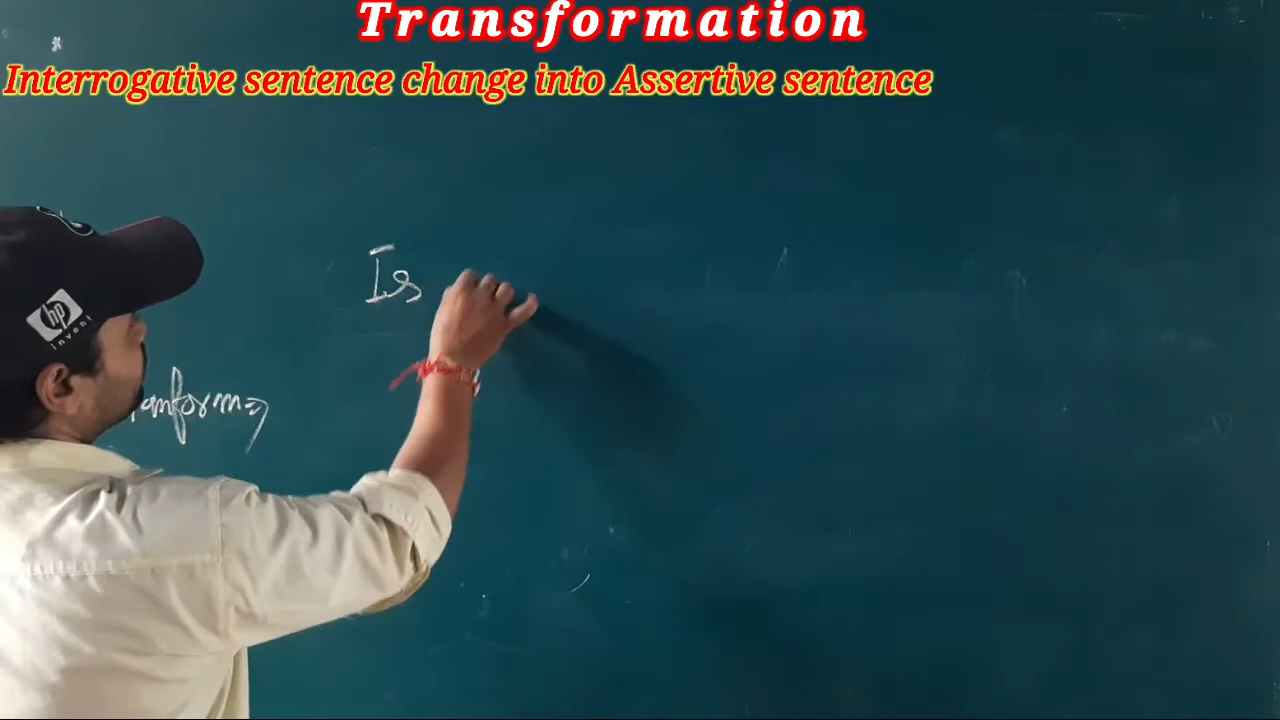 Transformation
Interrogative sentence change into Assertive sentence
Is
hp
invent